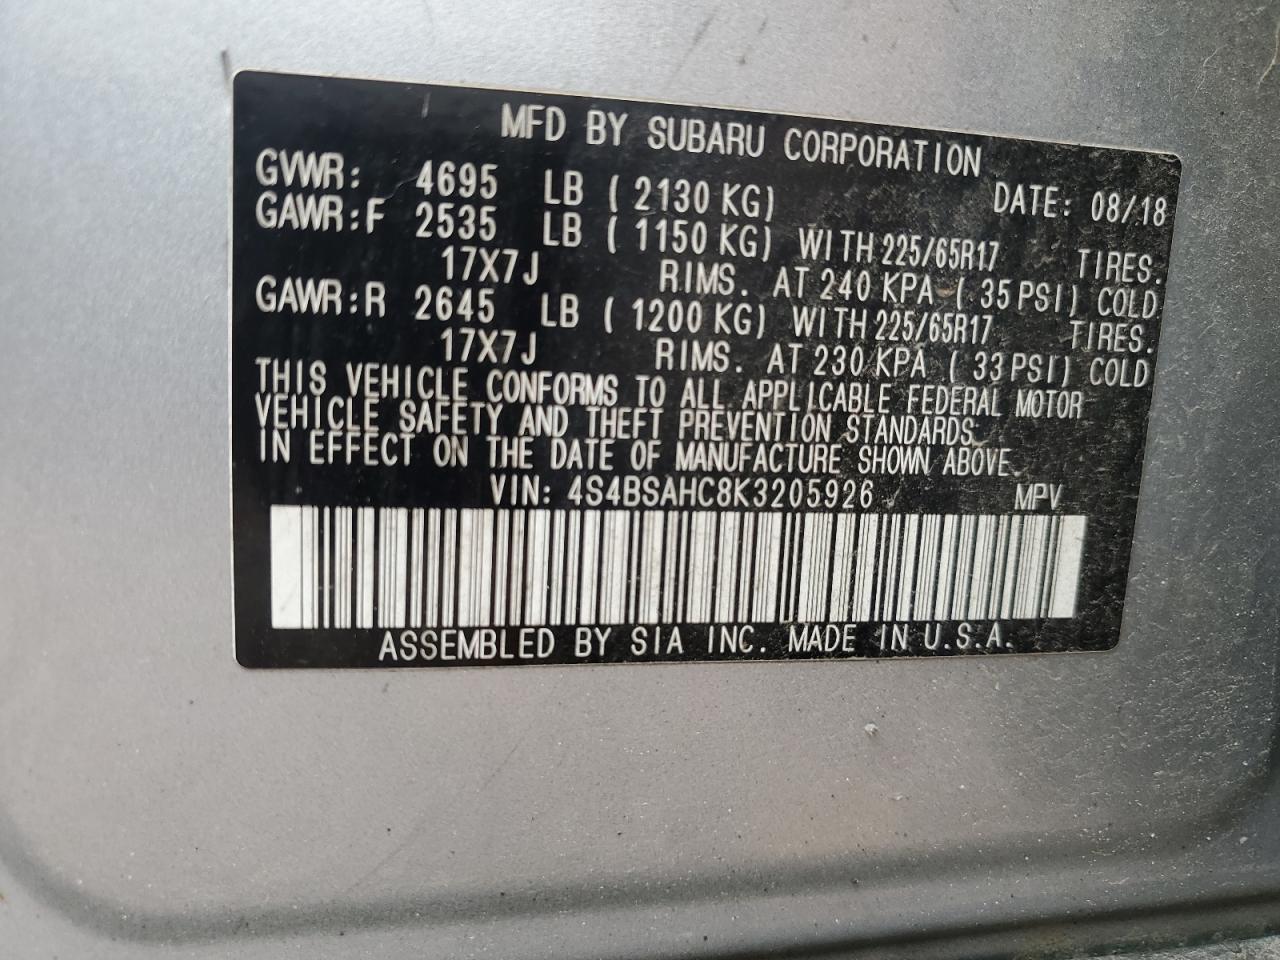 MFD BY SUBARU CORPORATION
GVWR: 4695 LB ( 2130 KG) DATE: 08/18
GAWR:F 2535 LB ( 1150 KG) WITH 225/65R17 TIRES.
17X7J RIMS. AT 240 KPA ( 35 PSI) COLD
GAWR:R 2645 LB ( 1200 KG) WITH 225/65R17 TIRES.
17X7J RIMS. AT 230 KPA ( 33 PSI) COLD
THIS VEHICLE CONFORMS TO ALL APPLICABLE FEDERAL MOTOR
VEHICLE SAFETY AND THEFT PREVENTION STANDARDS
IN EFFECT ON THE DATE OF MANUFACTURE SHOWN ABOVE.
VIN: 4S4BSAHC8K3205926 MPV
ASSEMBLED BY SIA INC. MADE IN U.S.A.